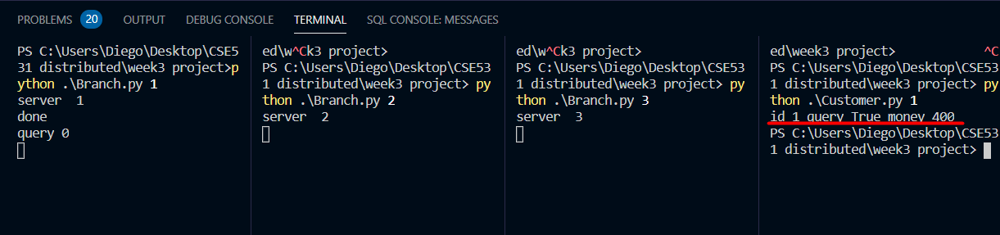 PROBLEMS 20 OUTPUT DEBUG CONSOLE TERMINAL SQL CONSOLE: MESSAGES
PS C:\Users\Diego\Desktop\CSE5
31 distributed\week3 project>p
ython .\Branch.py 1
server  1
done
query 0
ed\w^Ck3 project>
PS C:\Users\Diego\Desktop\CSE53
1 distributed\week3 project> py
thon .\Branch.py 2
server  2
ed\w^Ck3 project>
PS C:\Users\Diego\Desktop\CSE53
1 distributed\week3 project> py
thon .\Branch.py 3
server  3
ed\week3 project> ^C
PS C:\Users\Diego\Desktop\CSE53
1 distributed\week3 project> py
thon .\Customer.py 1
id 1 query True money 400
PS C:\Users\Diego\Desktop\CSE53
1 distributed\week3 project>